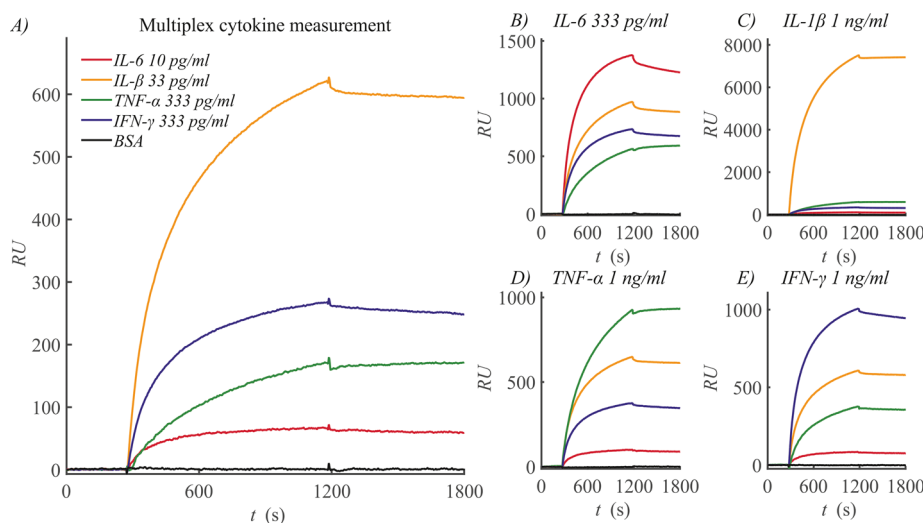 A) Multiplex cytokine measurement
IL-6 10 pg/ml
IL-β 33 pg/ml
TNF-α 333 pg/ml
IFN-γ 333 pg/ml
BSA
600
500
400
300
200
100
0
RU
0 600 1200 1800
t (s)
B) IL-6 333 pg/ml
1500
1000
500
0
RU
0 600 1200 1800
t (s)
C) IL-1β 1 ng/ml
8000
6000
4000
2000
0
RU
0 600 1200 1800
t (s)
D) TNF-α 1 ng/ml
1000
500
0
RU
0 600 1200 1800
t (s)
E) IFN-γ 1 ng/ml
1000
500
0
RU
0 600 1200 1800
t (s)